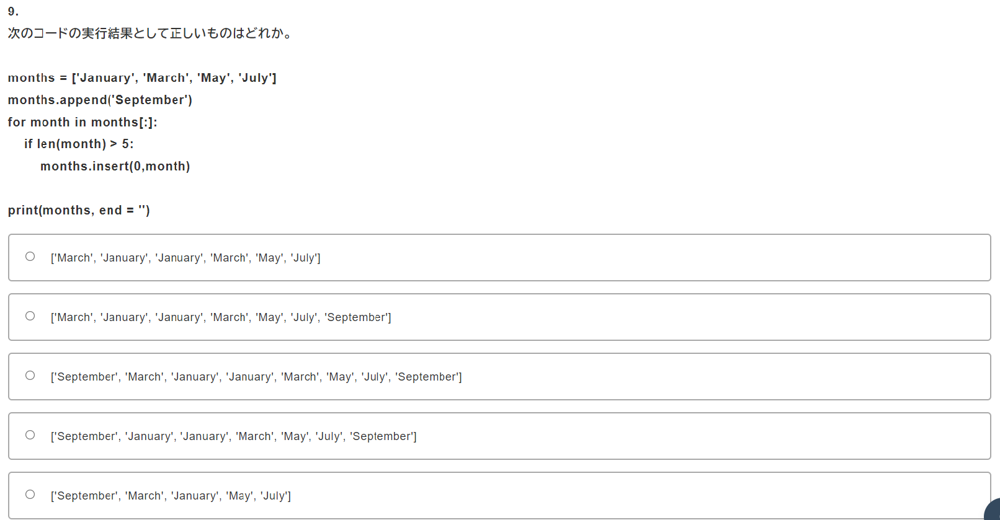 9.
次のコードの実行結果として正しいものはどれか。
months = ['January', 'March', 'May', 'July']
months.append('September')
for month in months[:]:
if len(month) > 5:
months.insert(0,month)
print(months, end = '')
['March', 'January', 'January', 'March', 'May', 'July']
['March', 'January', 'January', 'March', 'May', 'July', 'September']
['September', 'March', 'January', 'January', 'March', 'May', 'July', 'September']
['September', 'January', 'January', 'March', 'May', 'July', 'September']
['September', 'March', 'January', 'May', 'July']